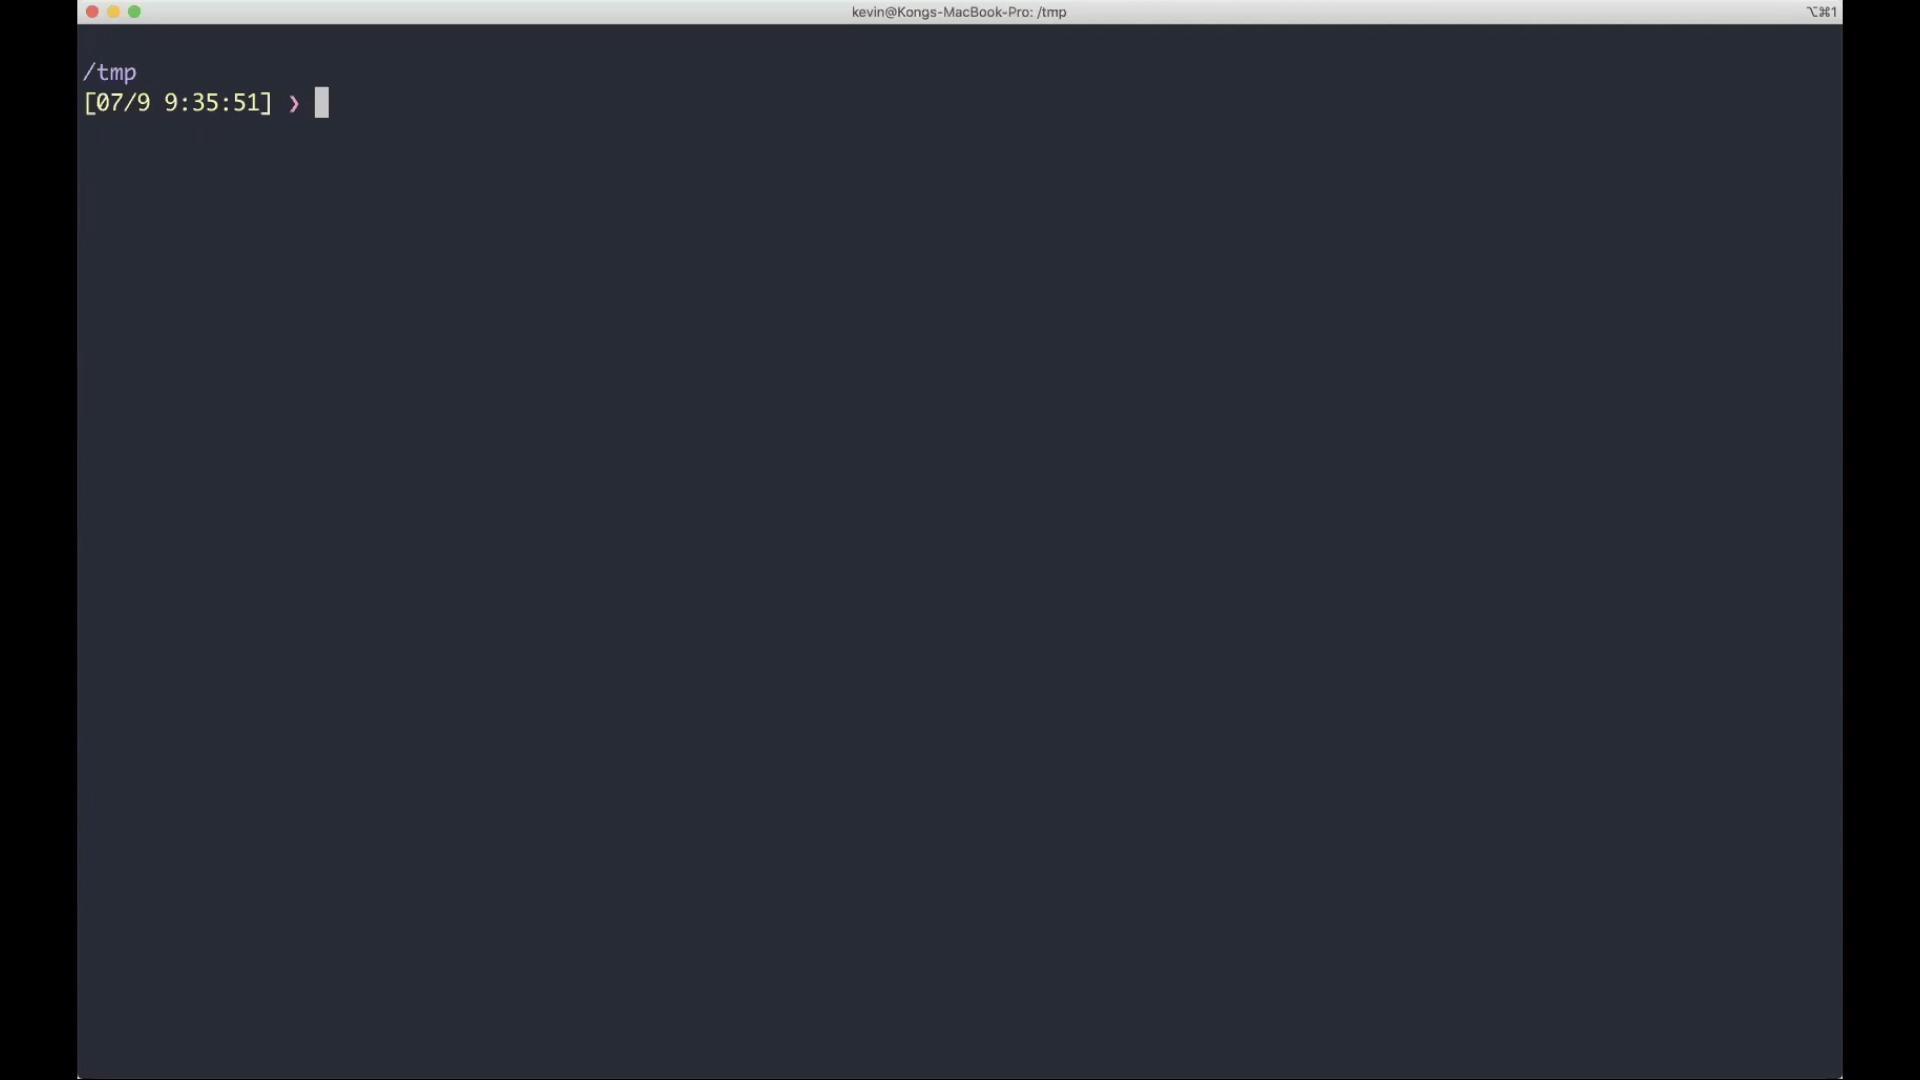 kevin@Kongs-MacBook-Pro: /tmp
⌥⌘1
/tmp
[07/9 9:35:51] ❯